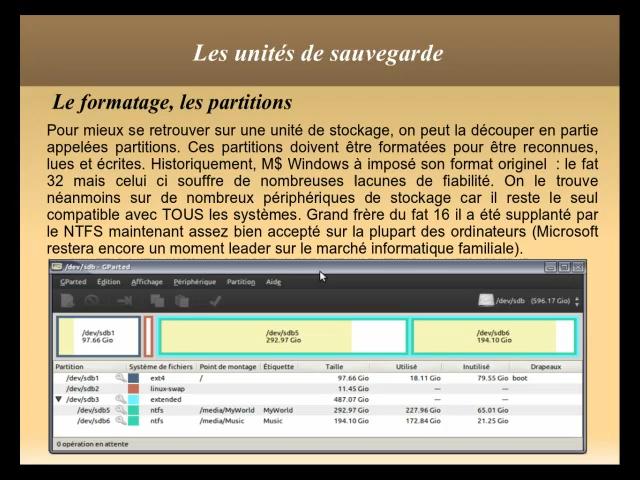 Les unités de sauvegarde
Le formatage, les partitions
Pour mieux se retrouver sur une unité de stockage, on peut la découper en partie
appelées partitions. Ces partitions doivent être formatées pour être reconnues,
lues et écrites. Historiquement, M$ Windows à imposé son format originel : le fat
32 mais celui ci souffre de nombreuses lacunes de fiabilité. On le trouve
néanmoins sur de nombreux périphériques de stockage car il reste le seul
compatible avec TOUS les systèmes. Grand frère du fat 16 il a été supplanté par
le NTFS maintenant assez bien accepté sur la plupart des ordinateurs (Microsoft
restera encore un moment leader sur le marché informatique familiale).
/dev/sdb - GParted
GParted Edition Affichage Périphérique Partition Aide
/dev/sdb (596.17 Gio)
/dev/sdb1 /dev/sdb5 /dev/sdb6
97.66 Gio 292.97 Gio 194.10 Gio
Partition Système de fichiers Point de montage Étiquette Taille Utilisé Inutilisé Drapeaux
/dev/sdb1 ext4 / 97.66 Gio 18.11 Gio 79.55 Gio boot
/dev/sdb2 linux-swap 11.45 Gio — —
/dev/sdb3 extended 487.07 Gio — —
/dev/sdb5 ntfs /media/MyWorld MyWorld 292.97 Gio 227.96 Gio 65.01 Gio
/dev/sdb6 ntfs /media/Music Music 194.10 Gio 172.84 Gio 21.25 Gio
0 opération en attente